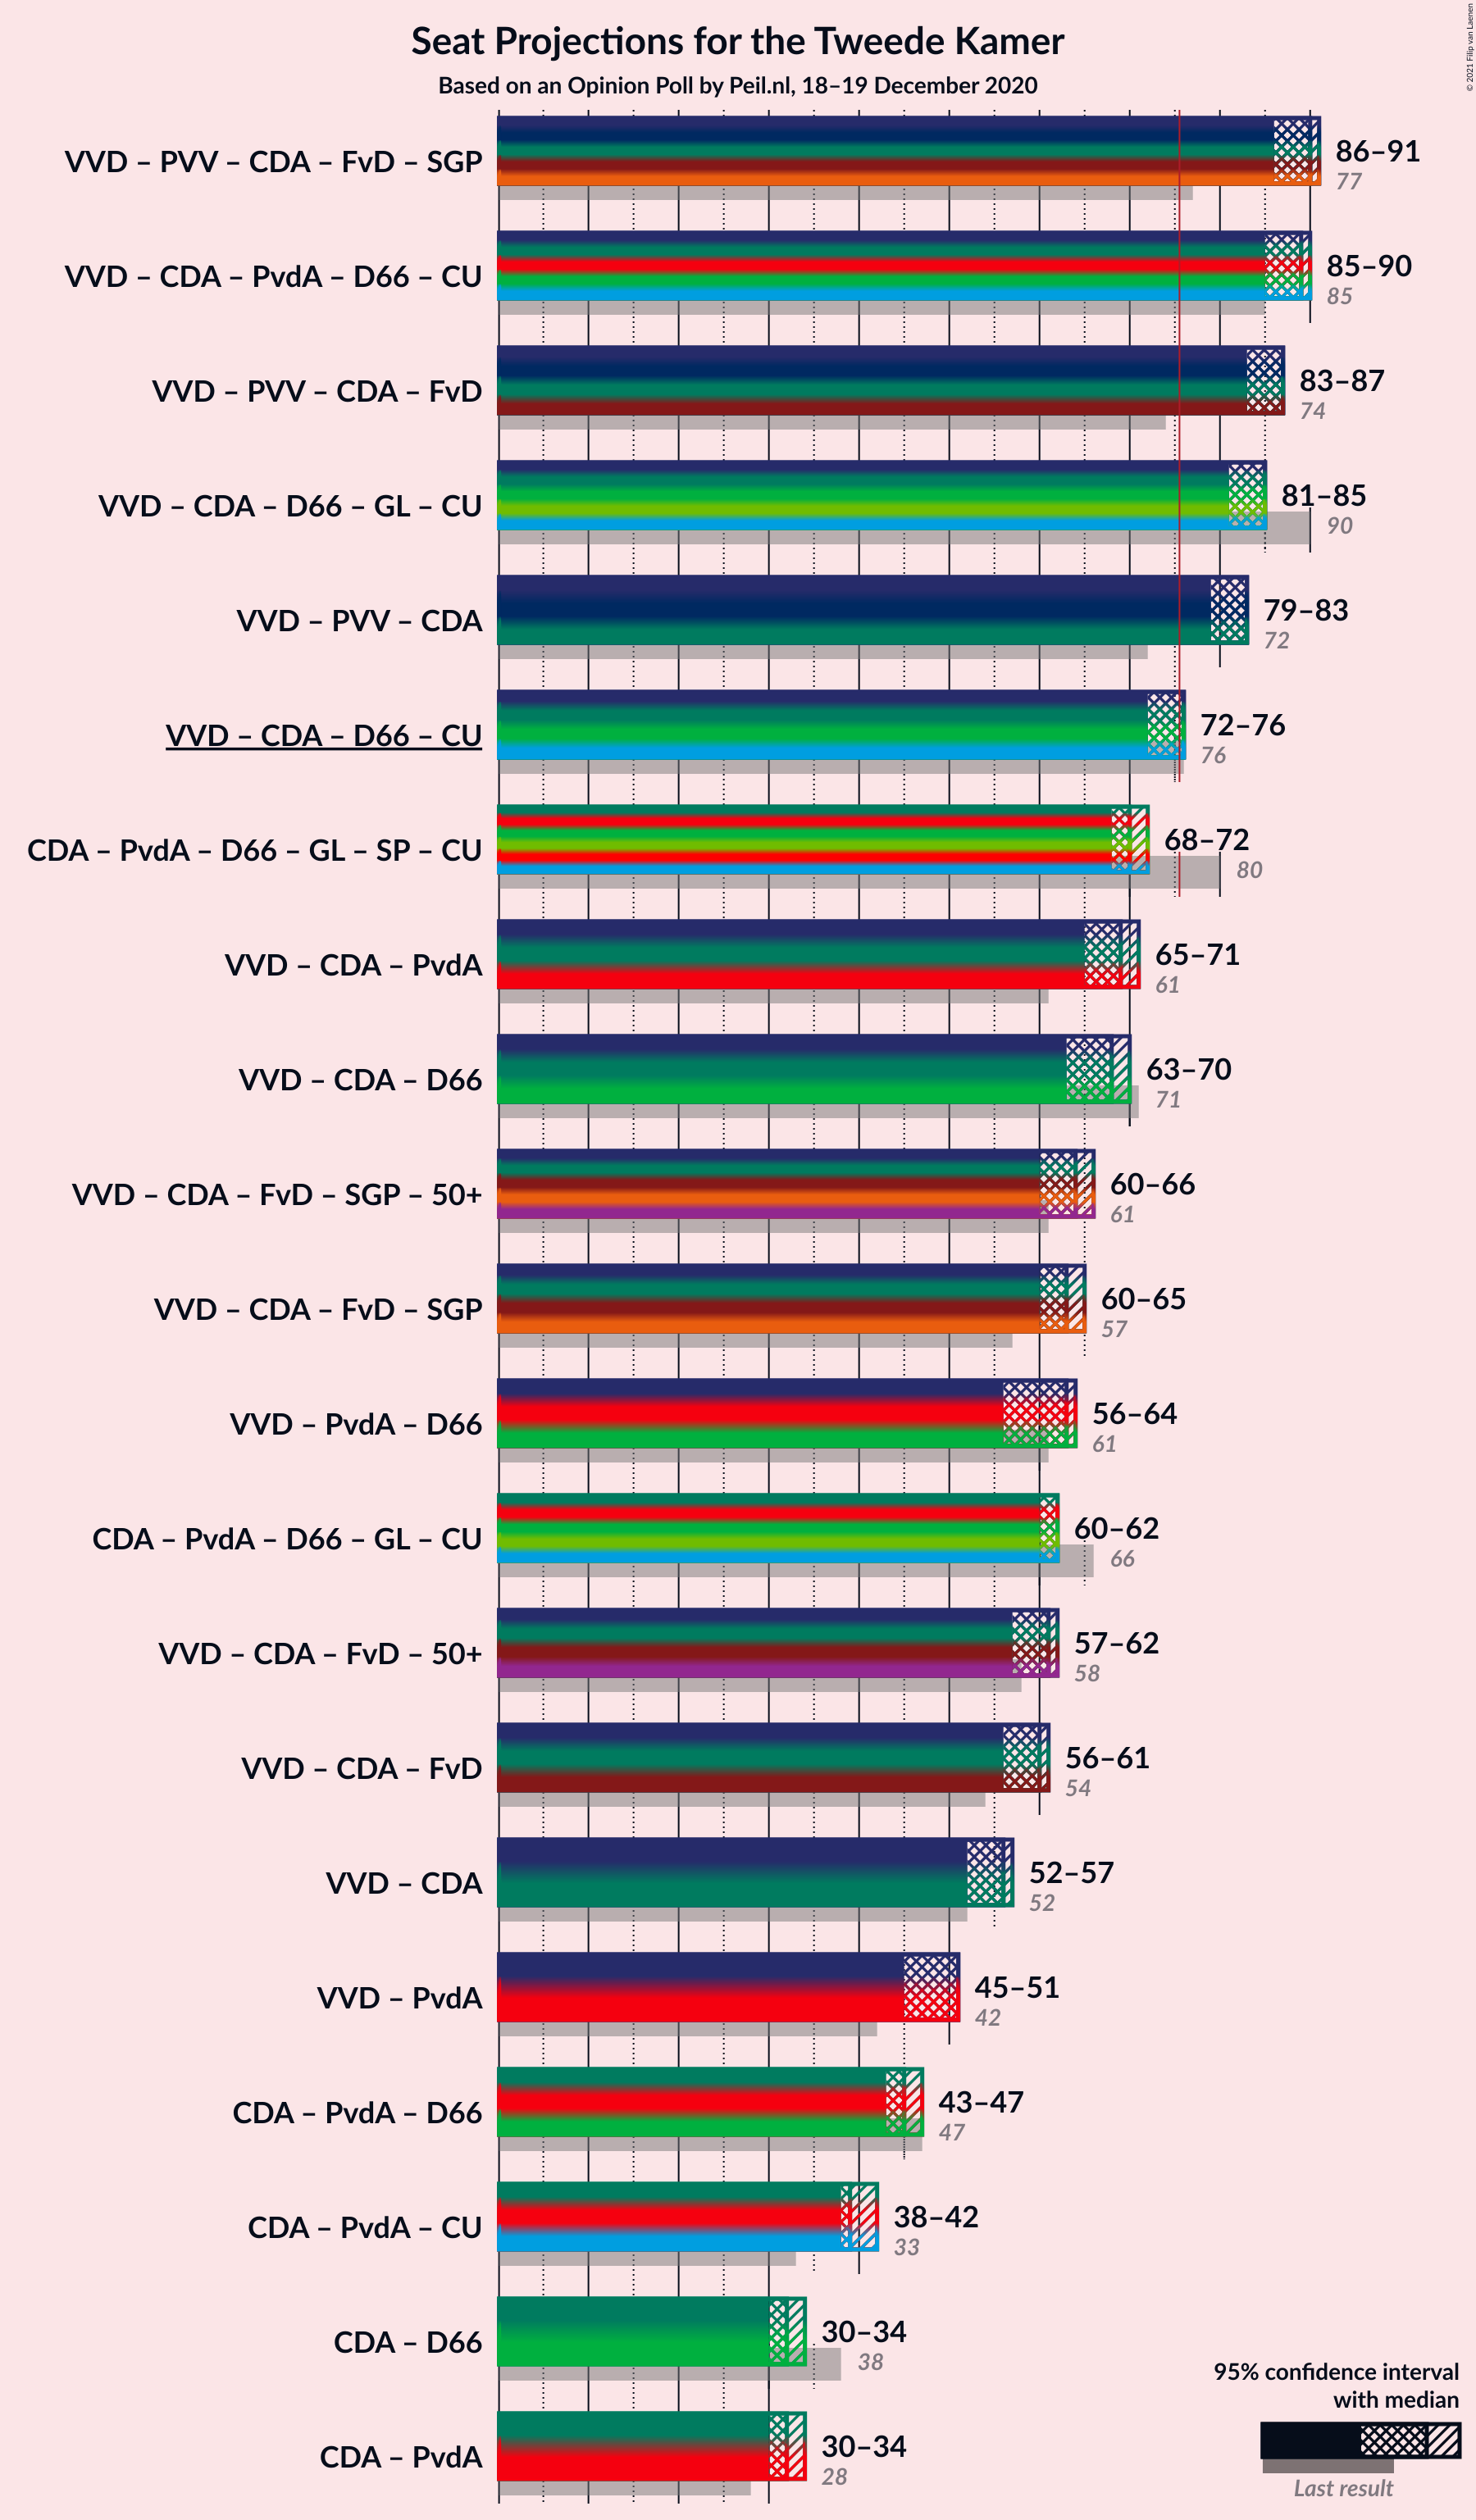 Seat Projections for the Tweede Kamer
Based on an Opinion Poll by Peil.nl, 18–19 December 2020
© 2021 Filip van Laenen
VVD – PVV – CDA – FvD – SGP
86–91
77
VVD – CDA – PvdA – D66 – CU
85–90
85
VVD – PVV – CDA – FvD
83–87
74
VVD – CDA – D66 – GL – CU
81–85
90
VVD – PVV – CDA
79–83
72
VVD – CDA – D66 – CU
72–76
76
CDA – PvdA – D66 – GL – SP – CU
68–72
80
VVD – CDA – PvdA
65–71
61
VVD – CDA – D66
63–70
71
VVD – CDA – FvD – SGP – 50+
60–66
61
VVD – CDA – FvD – SGP
60–65
57
VVD – PvdA – D66
56–64
61
CDA – PvdA – D66 – GL – CU
60–62
66
VVD – CDA – FvD – 50+
57–62
58
VVD – CDA – FvD
56–61
54
VVD – CDA
52–57
52
VVD – PvdA
45–51
42
CDA – PvdA – D66
43–47
47
CDA – PvdA – CU
38–42
33
CDA – D66
30–34
38
CDA – PvdA
30–34
28
95% confidence interval
with median
Last result